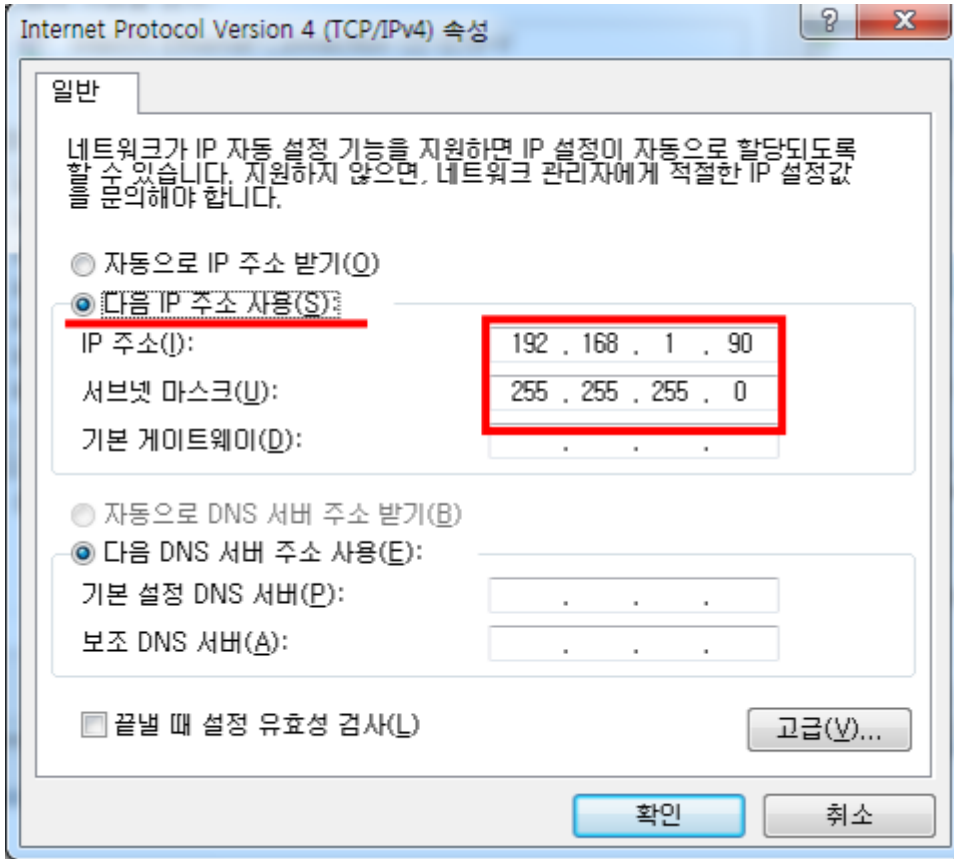 Internet Protocol Version 4 (TCP/IPv4) 속성
일반
네트워크가 IP 자동 설정 기능을 지원하면 IP 설정이 자동으로 할당되도록
할 수 있습니다. 지원하지 않으면, 네트워크 관리자에게 적절한 IP 설정값
을 문의해야 합니다.
자동으로 IP 주소 받기(O)
다음 IP 주소 사용(S):
IP 주소(I): 192 . 168 . 1 . 90
서브넷 마스크(U): 255 . 255 . 255 . 0
기본 게이트웨이(D): . . .
자동으로 DNS 서버 주소 받기(B)
다음 DNS 서버 주소 사용(E):
기본 설정 DNS 서버(P): . . .
보조 DNS 서버(A): . . .
끝낼 때 설정 유효성 검사(L)
고급(V)...
확인 취소